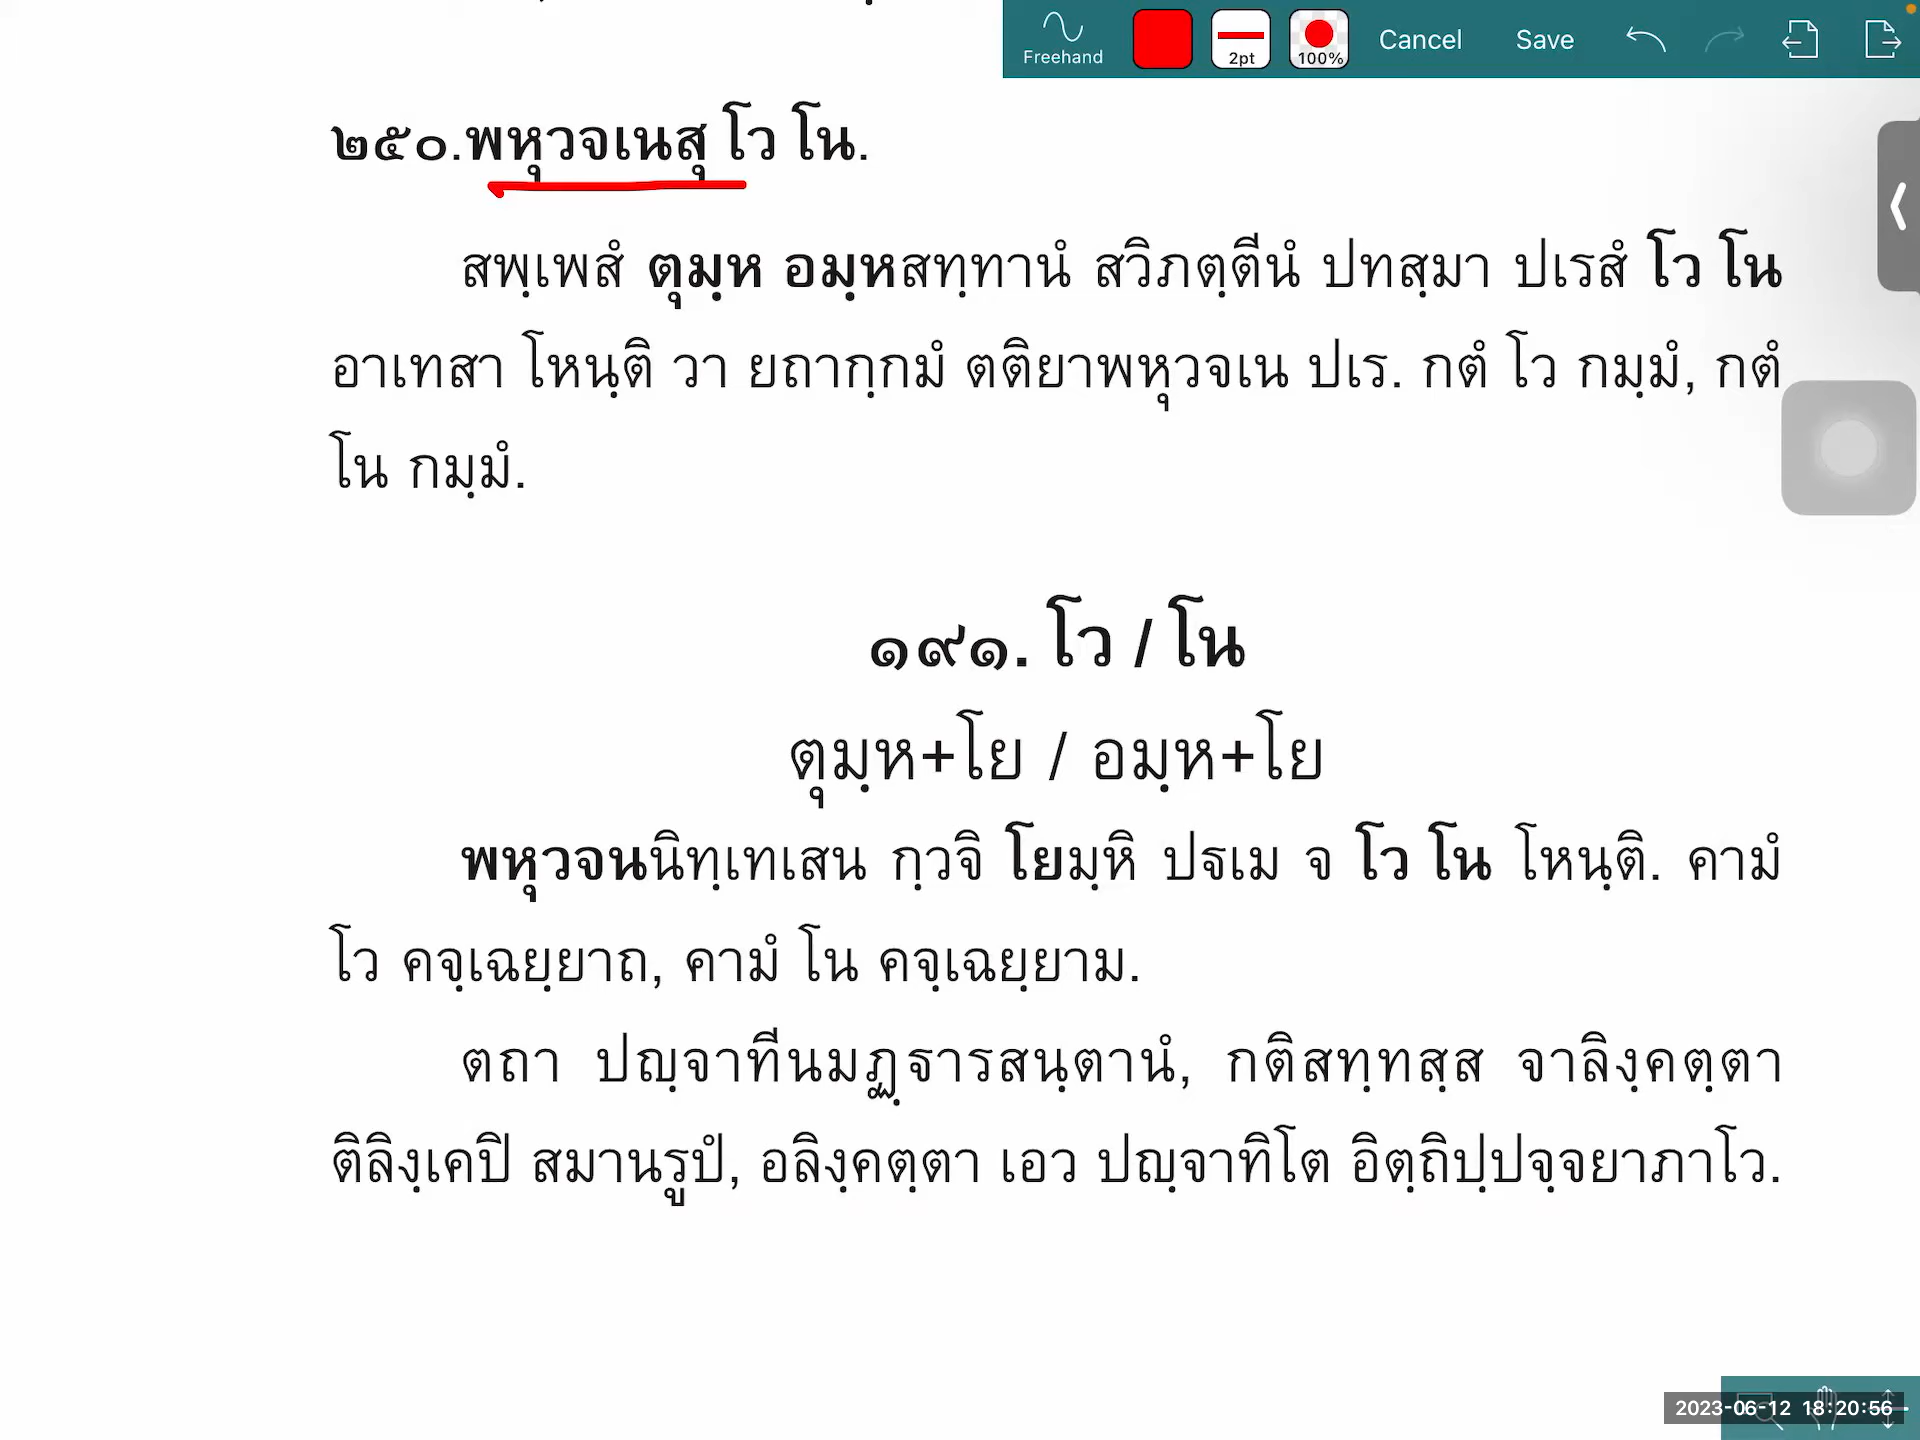 Freehand 2pt 100% Cancel Save
๒๕๐.พหุวจเนสุ โว โน.
สพฺเพสํ ตุมฺห อมฺหสทฺทานํ สวิภตฺตีนํ ปทสฺมา ปเรสํ โว โน
อาเทสา โหนฺติ วา ยถากฺกมํ ตติยาพหุวจเน ปเร. กตํ โว กมฺมํ, กตํ
โน กมฺมํ.
๑๙๑. โว / โน
ตุมฺห+โย / อมฺห+โย
พหุวจนนิทฺเทเสน กฺวจิ โยมฺหิ ปฐเม จ โว โน โหนฺติ. คามํ
โว คจฺเฉยฺยาถ, คามํ โน คจฺเฉยฺยาม.
ตถา ปญฺจาทีนมฏฺฐารสนฺตานํ, กติสทฺทสฺส จาลิงฺคตฺตา
ติลิงฺเคปิ สมานรูปํ, อลิงฺคตฺตา เอว ปญฺจาทิโต อิตฺถิปฺปจฺจยาภาโว.
2023-06-12 18:20:56